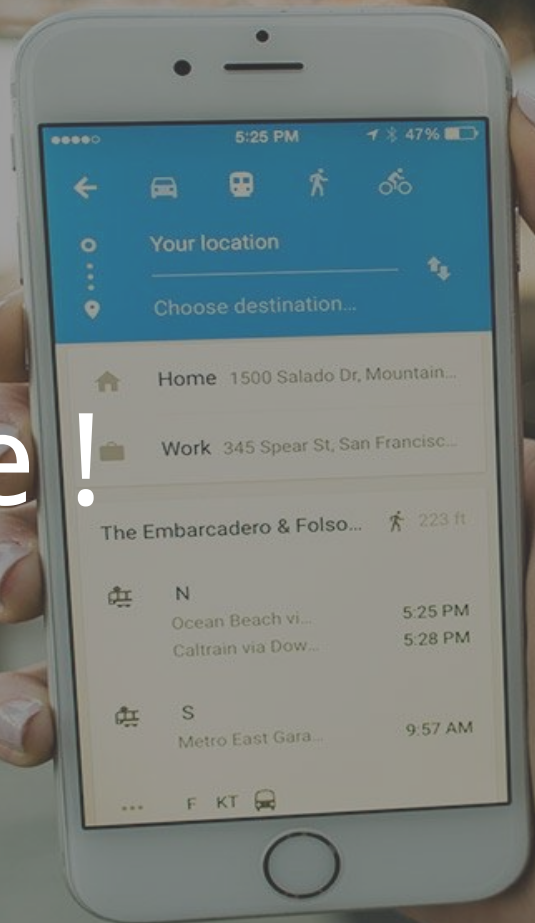 5:25 PM 47%
Your location
Choose destination...
Home 1500 Salado Dr, Mountain...
e !
Work 345 Spear St, San Francisc...
The Embarcadero & Folso... 223 ft
N
Ocean Beach vi... 5:25 PM
Caltrain via Dow... 5:28 PM
S
Metro East Gara... 9:57 AM
... F KT